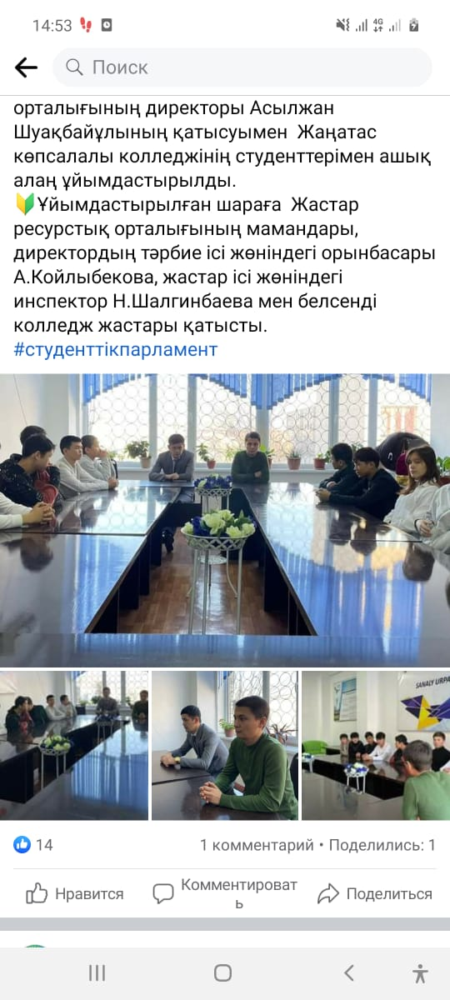 14:53
4G
Поиск
орталығының директоры Асылжан
Шуақбайұлының қатысуымен Жаңатас
көпсалалы колледжінің студенттерімен ашық
алаң ұйымдастырылды.
🔰Ұйымдастырылған шараға Жастар
ресурстық орталығының мамандары,
директордың тәрбие ісі жөніндегі орынбасары
А.Койлыбекова, жастар ісі жөніндегі
инспектор Н.Шалгинбаева мен белсенді
колледж жастары қатысты.
#студенттікпарламент
SANALY URPA
14
1 комментарий • Поделились: 1
Нравится
Комментироват
ь
Поделиться